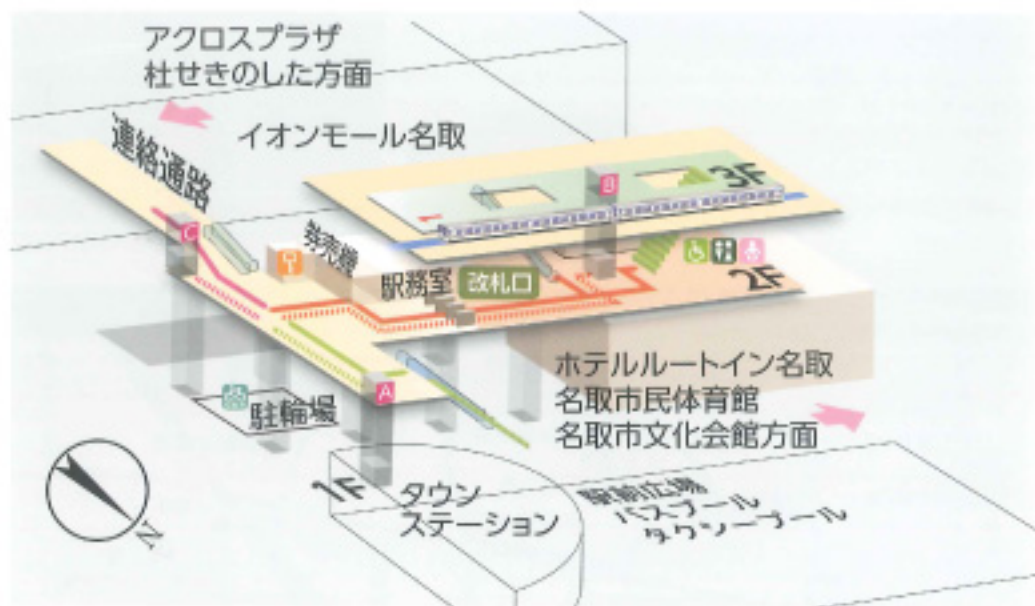 アクロスプラザ
杜せきのした方面
イオンモール名取
連絡通路
C
券売機
駅務室
改札口
1
B
3F
2F
A
駐輪場
ホテルルートイン名取
名取市民体育館
名取市文化会館方面
1F
タウン
ステーション
駅前広場
バスプール
タクシープール
N